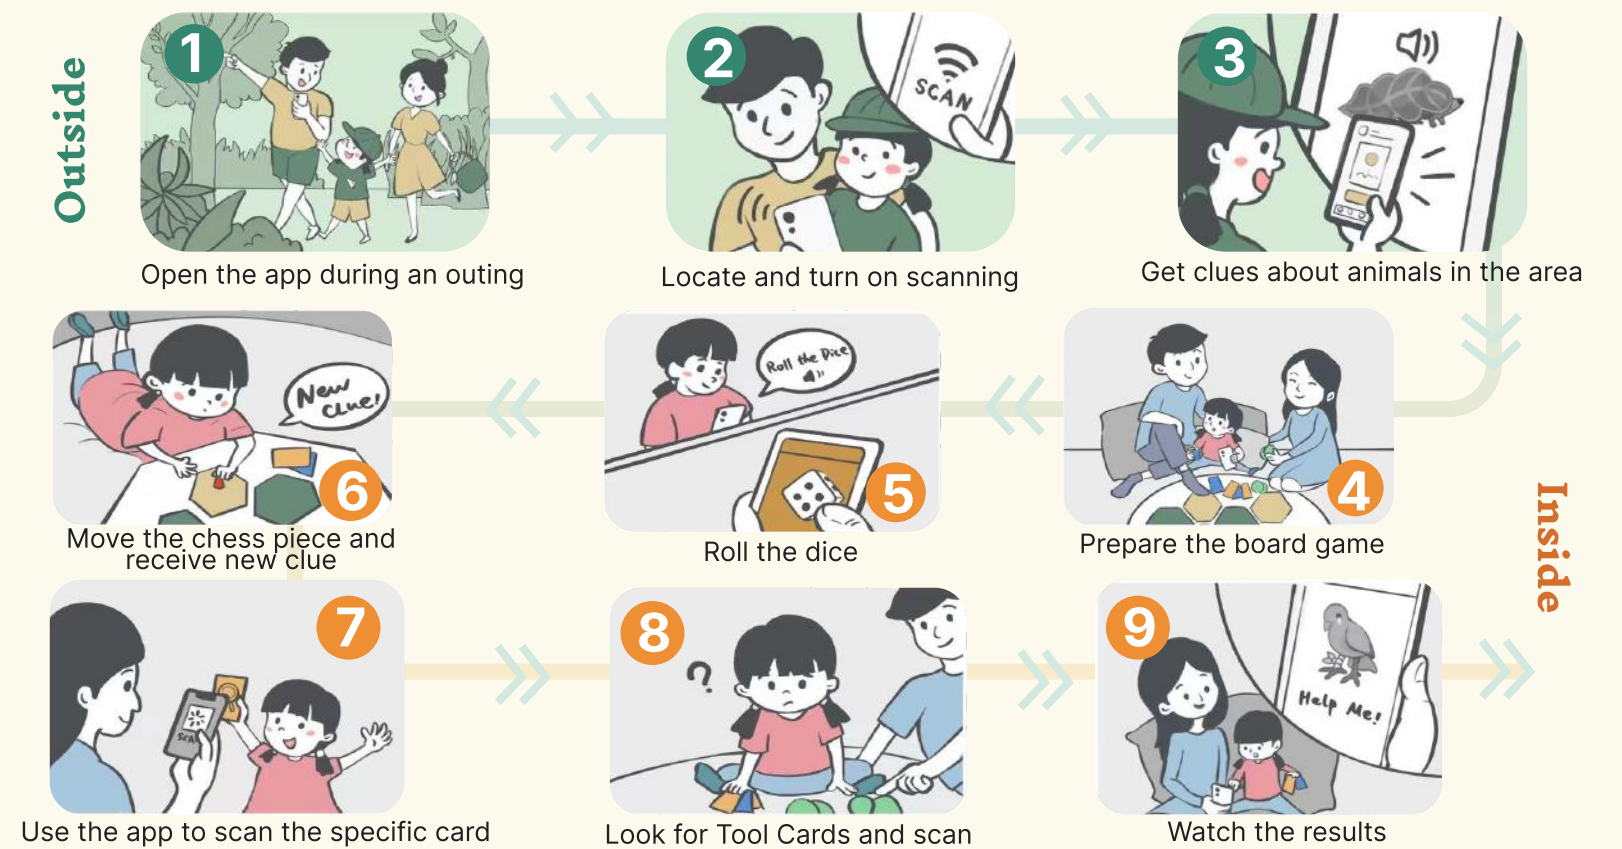 Outside
1
Open the app during an outing
2
SCAN
Locate and turn on scanning
3
Get clues about animals in the area
4
Prepare the board game
Inside
5
Roll the Dice
Roll the dice
6
New
Clue!
Move the chess piece and
receive new clue
7
SCAN
Use the app to scan the specific card
8
?
Look for Tool Cards and scan
9
Help Me!
Watch the results